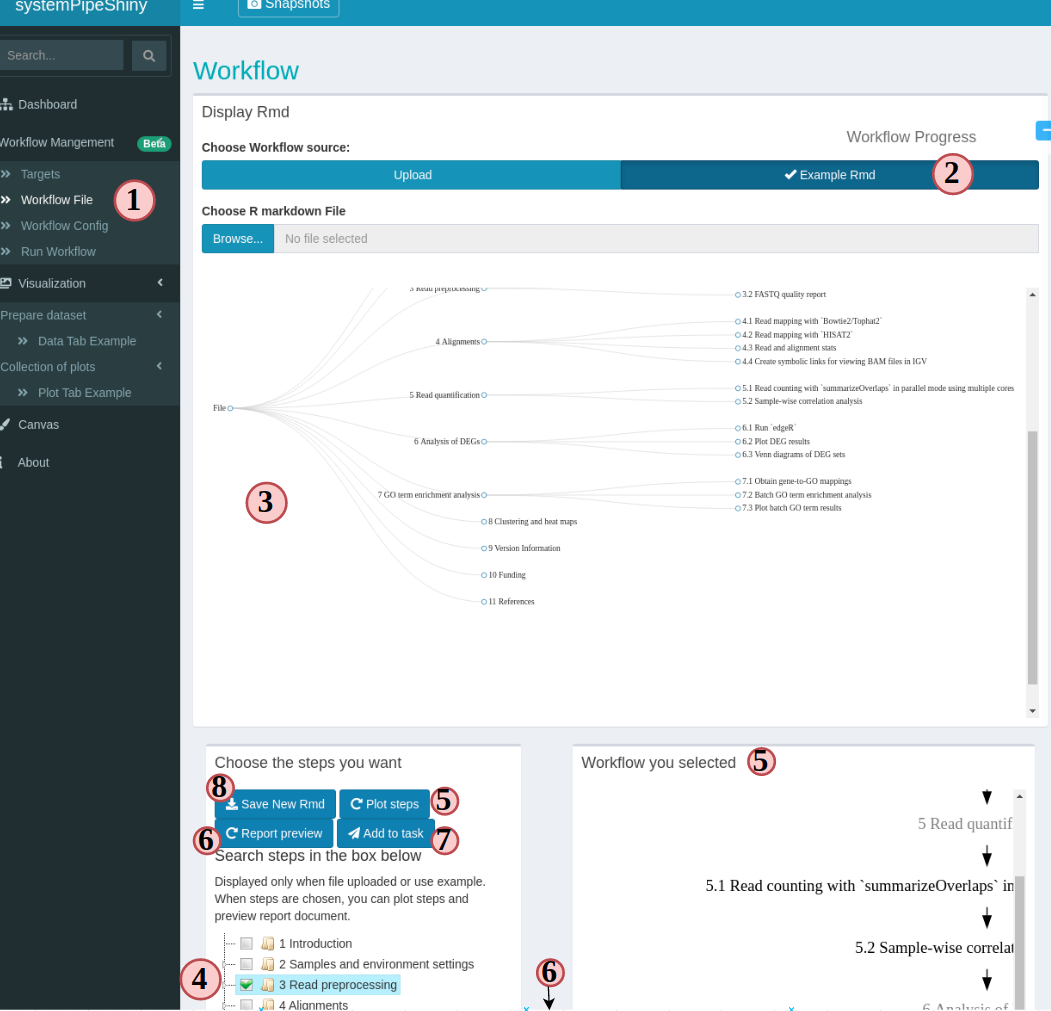 systemPipeShiny
Snapshots
Search...
Dashboard
Workflow Mangement Beta
Targets
Workflow File
1
Workflow Config
Run Workflow
Visualization
Prepare dataset
Data Tab Example
Collection of plots
Plot Tab Example
Canvas
About
Workflow
Display Rmd
Workflow Progress
Choose Workflow source:
Upload
Example Rmd
2
Choose R markdown File
Browse...
No file selected
3 Read preprocessing
3.2 FASTQ quality report
4.1 Read mapping with `Bowtie2/Tophat2`
4.2 Read mapping with `HISAT2`
4 Alignments
4.3 Read and alignment stats
4.4 Create symbolic links for viewing BAM files in IGV
5.1 Read counting with `summarizeOverlaps` in parallel mode using multiple cores
5 Read quantification
5.2 Sample-wise correlation analysis
File
6.1 Run `edgeR`
6 Analysis of DEGs
6.2 Plot DEG results
6.3 Venn diagrams of DEG sets
7.1 Obtain gene-to-GO mappings
7 GO term enrichment analysis
7.2 Batch GO term enrichment analysis
3
7.3 Plot batch GO term results
8 Clustering and heat maps
9 Version Information
10 Funding
11 References
Choose the steps you want
8
Save New Rmd
Plot steps
5
6
Report preview
Add to task
7
Search steps in the box below
Displayed only when file uploaded or use example.
When steps are chosen, you can plot steps and
preview report document.
1 Introduction
2 Samples and environment settings
4
3 Read preprocessing
4 Alignments
6
Workflow you selected
5
5 Read quantif
5.1 Read counting with `summarizeOverlaps` in
5.2 Sample-wise correlat
6 Analysis of